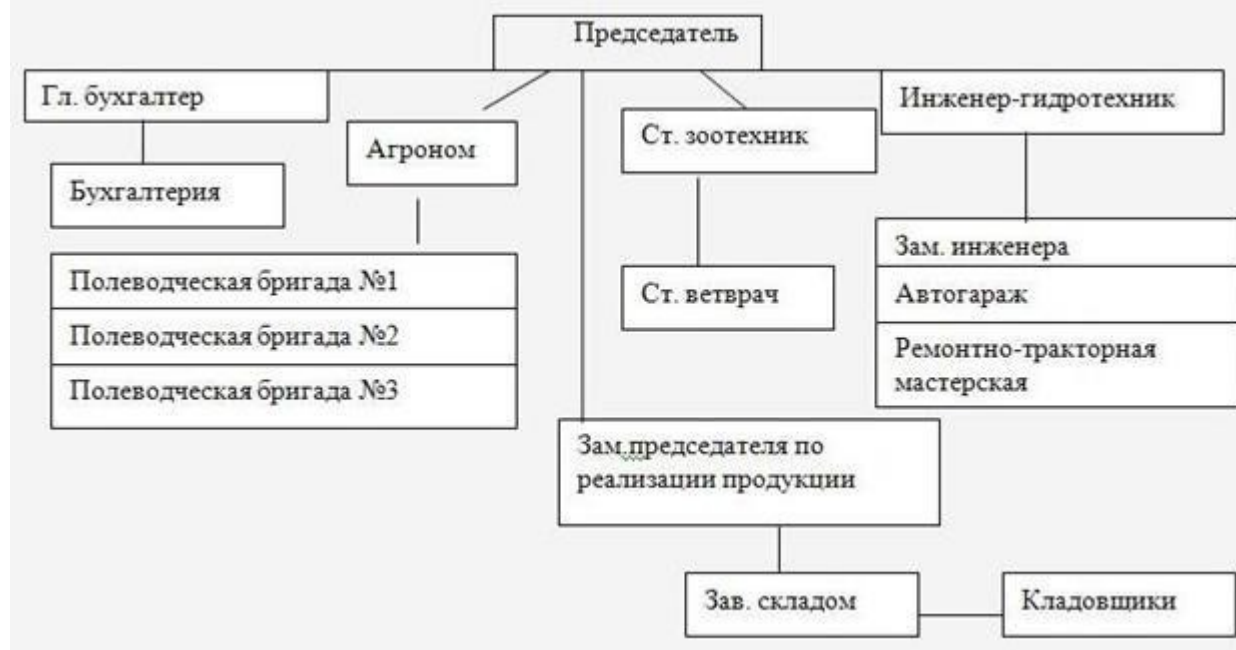 Председатель
Гл. бухгалтер
Инженер-гидротехник
Агроном
Ст. зоотехник
Бухгалтерия
Зам. инженера
Полеводческая бригада №1
Ст. ветврач
Автогараж
Полеводческая бригада №2
Ремонтно-тракторная
мастерская
Полеводческая бригада №3
Зам.председателя по
реализации продукции
Зав. складом
Кладовщики